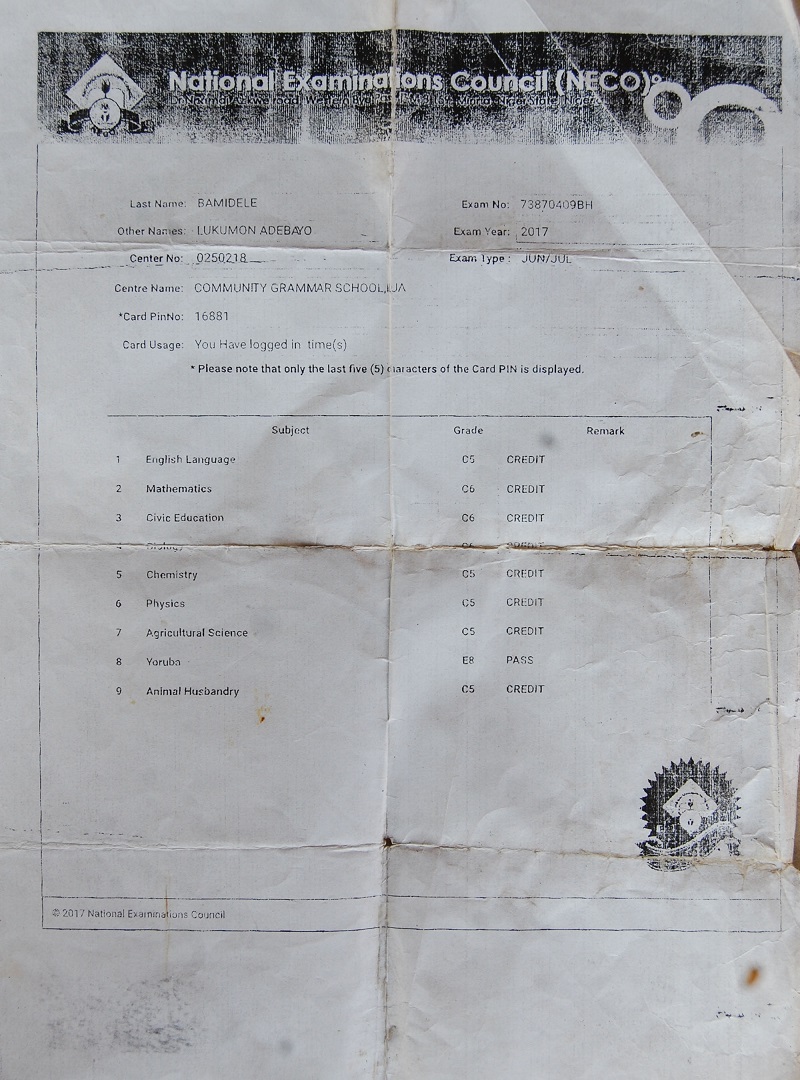 National Examinations Council (NECO)
Last Name: BAMIDELE Exam No: 73870409BH
Other Names: LUKUMON ADEBAYO Exam Year: 2017
Center No: 0250218 Exam Type : JUN/JUL
Centre Name: COMMUNITY GRAMMAR SCHOOL,
*Card PinNo: 16881
Card Usage: You Have logged in time(s)
* Please note that only the last five (5) characters of the Card PIN is displayed.
Subject Grade Remark
1 English Language C5 CREDIT
2 Mathematics C6 CREDIT
3 Civic Education C6 CREDIT
4 Biology
5 Chemistry C5 CREDIT
6 Physics C5 CREDIT
7 Agricultural Science C5 CREDIT
8 Yoruba E8 PASS
9 Animal Husbandry C5 CREDIT
© 2017 National Examinations Council